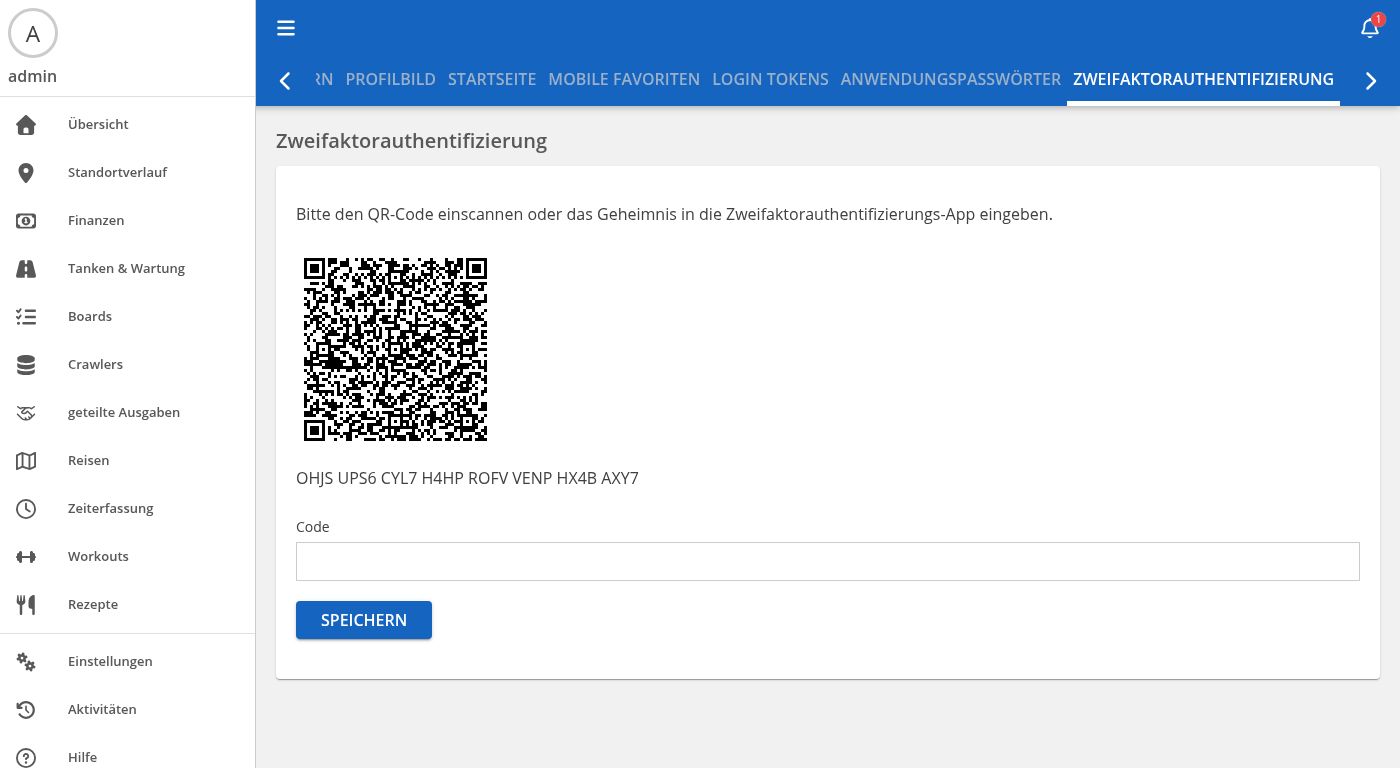 A
admin
Übersicht
Standortverlauf
Finanzen
Tanken & Wartung
Boards
Crawlers
geteilte Ausgaben
Reisen
Zeiterfassung
Workouts
Rezepte
Einstellungen
Aktivitäten
Hilfe
1
RN PROFILBILD STARTSEITE MOBILE FAVORITEN LOGIN TOKENS ANWENDUNGSPASSWÖRTER ZWEIFAKTORAUTHENTIFIZIERUNG
Zweifaktorauthentifizierung
Bitte den QR-Code einscannen oder das Geheimnis in die Zweifaktorauthentifizierungs-App eingeben.
OHJS UPS6 CYL7 H4HP ROFV VENP HX4B AXY7
Code
SPEICHERN